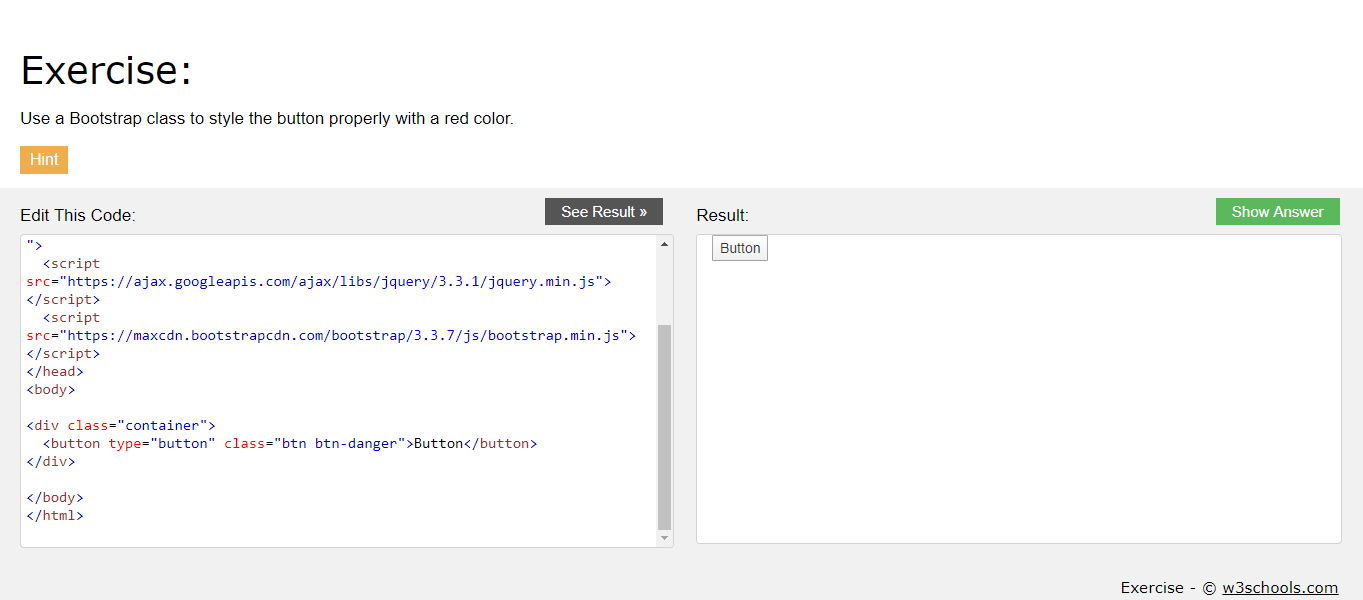 Exercise:
Use a Bootstrap class to style the button properly with a red color.
Hint
Edit This Code:
See Result »
">
<script
src="https://ajax.googleapis.com/ajax/libs/jquery/3.3.1/jquery.min.js">
</script>
<script
src="https://maxcdn.bootstrapcdn.com/bootstrap/3.3.7/js/bootstrap.min.js">
</script>
</head>
<body>
<div class="container">
<button type="button" class="btn btn-danger">Button</button>
</div>
</body>
</html>
Result:
Show Answer
Button
Exercise - © w3schools.com